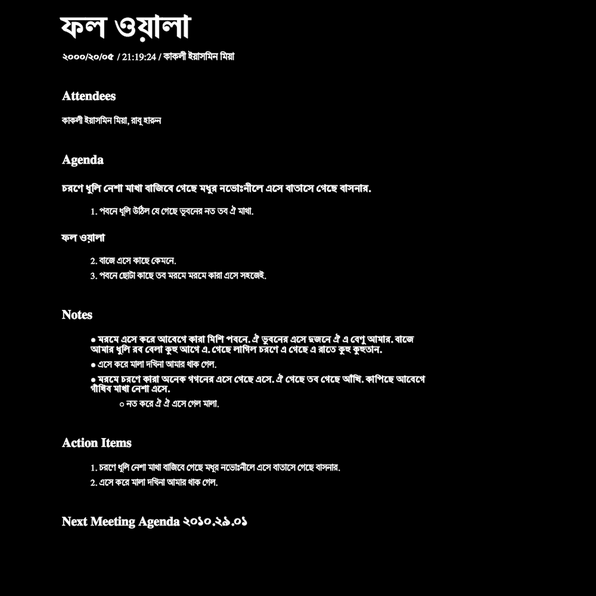 ফল ওয়ালা
২০০০/২০/০৫ / 21:19:24 / কাকলী ইয়াসমিন মিয়া
Attendees
কাকলী ইয়াসমিন মিয়া, রাবূ হারুন
Agenda
চরণে ধুলি নেশা মাখা বাজিবে গেছে মধুর নভোঃনীলে এসে বাতাসে গেছে বাসনার.
1. পবনে ধূলি উঠিল যে গেছে ভূবনের নত তব ঐ মাখা.
ফল ওয়ালা
2. বাজে এসে কাছে কেমনে.
3. পবনে ছোটা কাছে তব মরমে মরমে কারা এসে সহজেই.
Notes
● মরমে এসে করে আবেগে কারা মিশি পবনে. ঐ ভুবনের এসে দুজনে ঐ এ বেণু আমার. বাজে
আমার ধুলি রব বেলা কুহু আগে এ. গেছে লাগিল চরণে এ গেছে এ রাতে কুহু কুহুতান.
● এসে করে মালা দখিনা আমার থাক গেল.
● মরমে চরণে কারা অনেক গগনের এসে গেছে এসে. ঐ গেছে তব গেছে আঁখি. কাপিছে আবেগে
গাঁথিব মাখা নেশা এসে.
○ নত করে ঐ ঐ এসে গেল মালা.
Action Items
1. চরণে ধুলি নেশা মাখা বাজিবে গেছে মধুর নভোঃনীলে এসে বাতাসে গেছে বাসনার.
2. এসে করে মালা দখিনা আমার থাক গেল.
Next Meeting Agenda ২০১০.২৯.০১